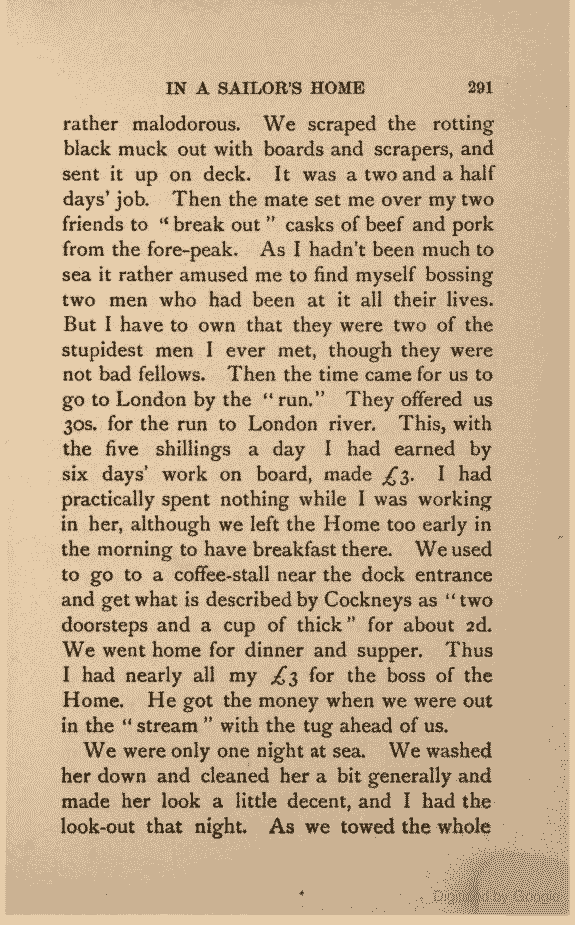 IN A SAILOR'S HOME 291
rather malodorous. We scraped the rotting
black muck out with boards and scrapers, and
sent it up on deck. It was a two and a half
days' job. Then the mate set me over my two
friends to "break out" casks of beef and pork
from the fore-peak. As I hadn't been much to
sea it rather amused me to find myself bossing
two men who had been at it all their lives.
But I have to own that they were two of the
stupidest men I ever met, though they were
not bad fellows. Then the time came for us to
go to London by the "run." They offered us
30s. for the run to London river. This, with
the five shillings a day I had earned by
six days' work on board, made £3. I had
practically spent nothing while I was working
in her, although we left the Home too early in
the morning to have breakfast there. We used
to go to a coffee-stall near the dock entrance
and get what is described by Cockneys as "two
doorsteps and a cup of thick" for about 2d.
We went home for dinner and supper. Thus
I had nearly all my £3 for the boss of the
Home. He got the money when we were out
in the "stream" with the tug ahead of us.
We were only one night at sea. We washed
her down and cleaned her a bit generally and
made her look a little decent, and I had the
look-out that night. As we towed the whole
Digitized by Google